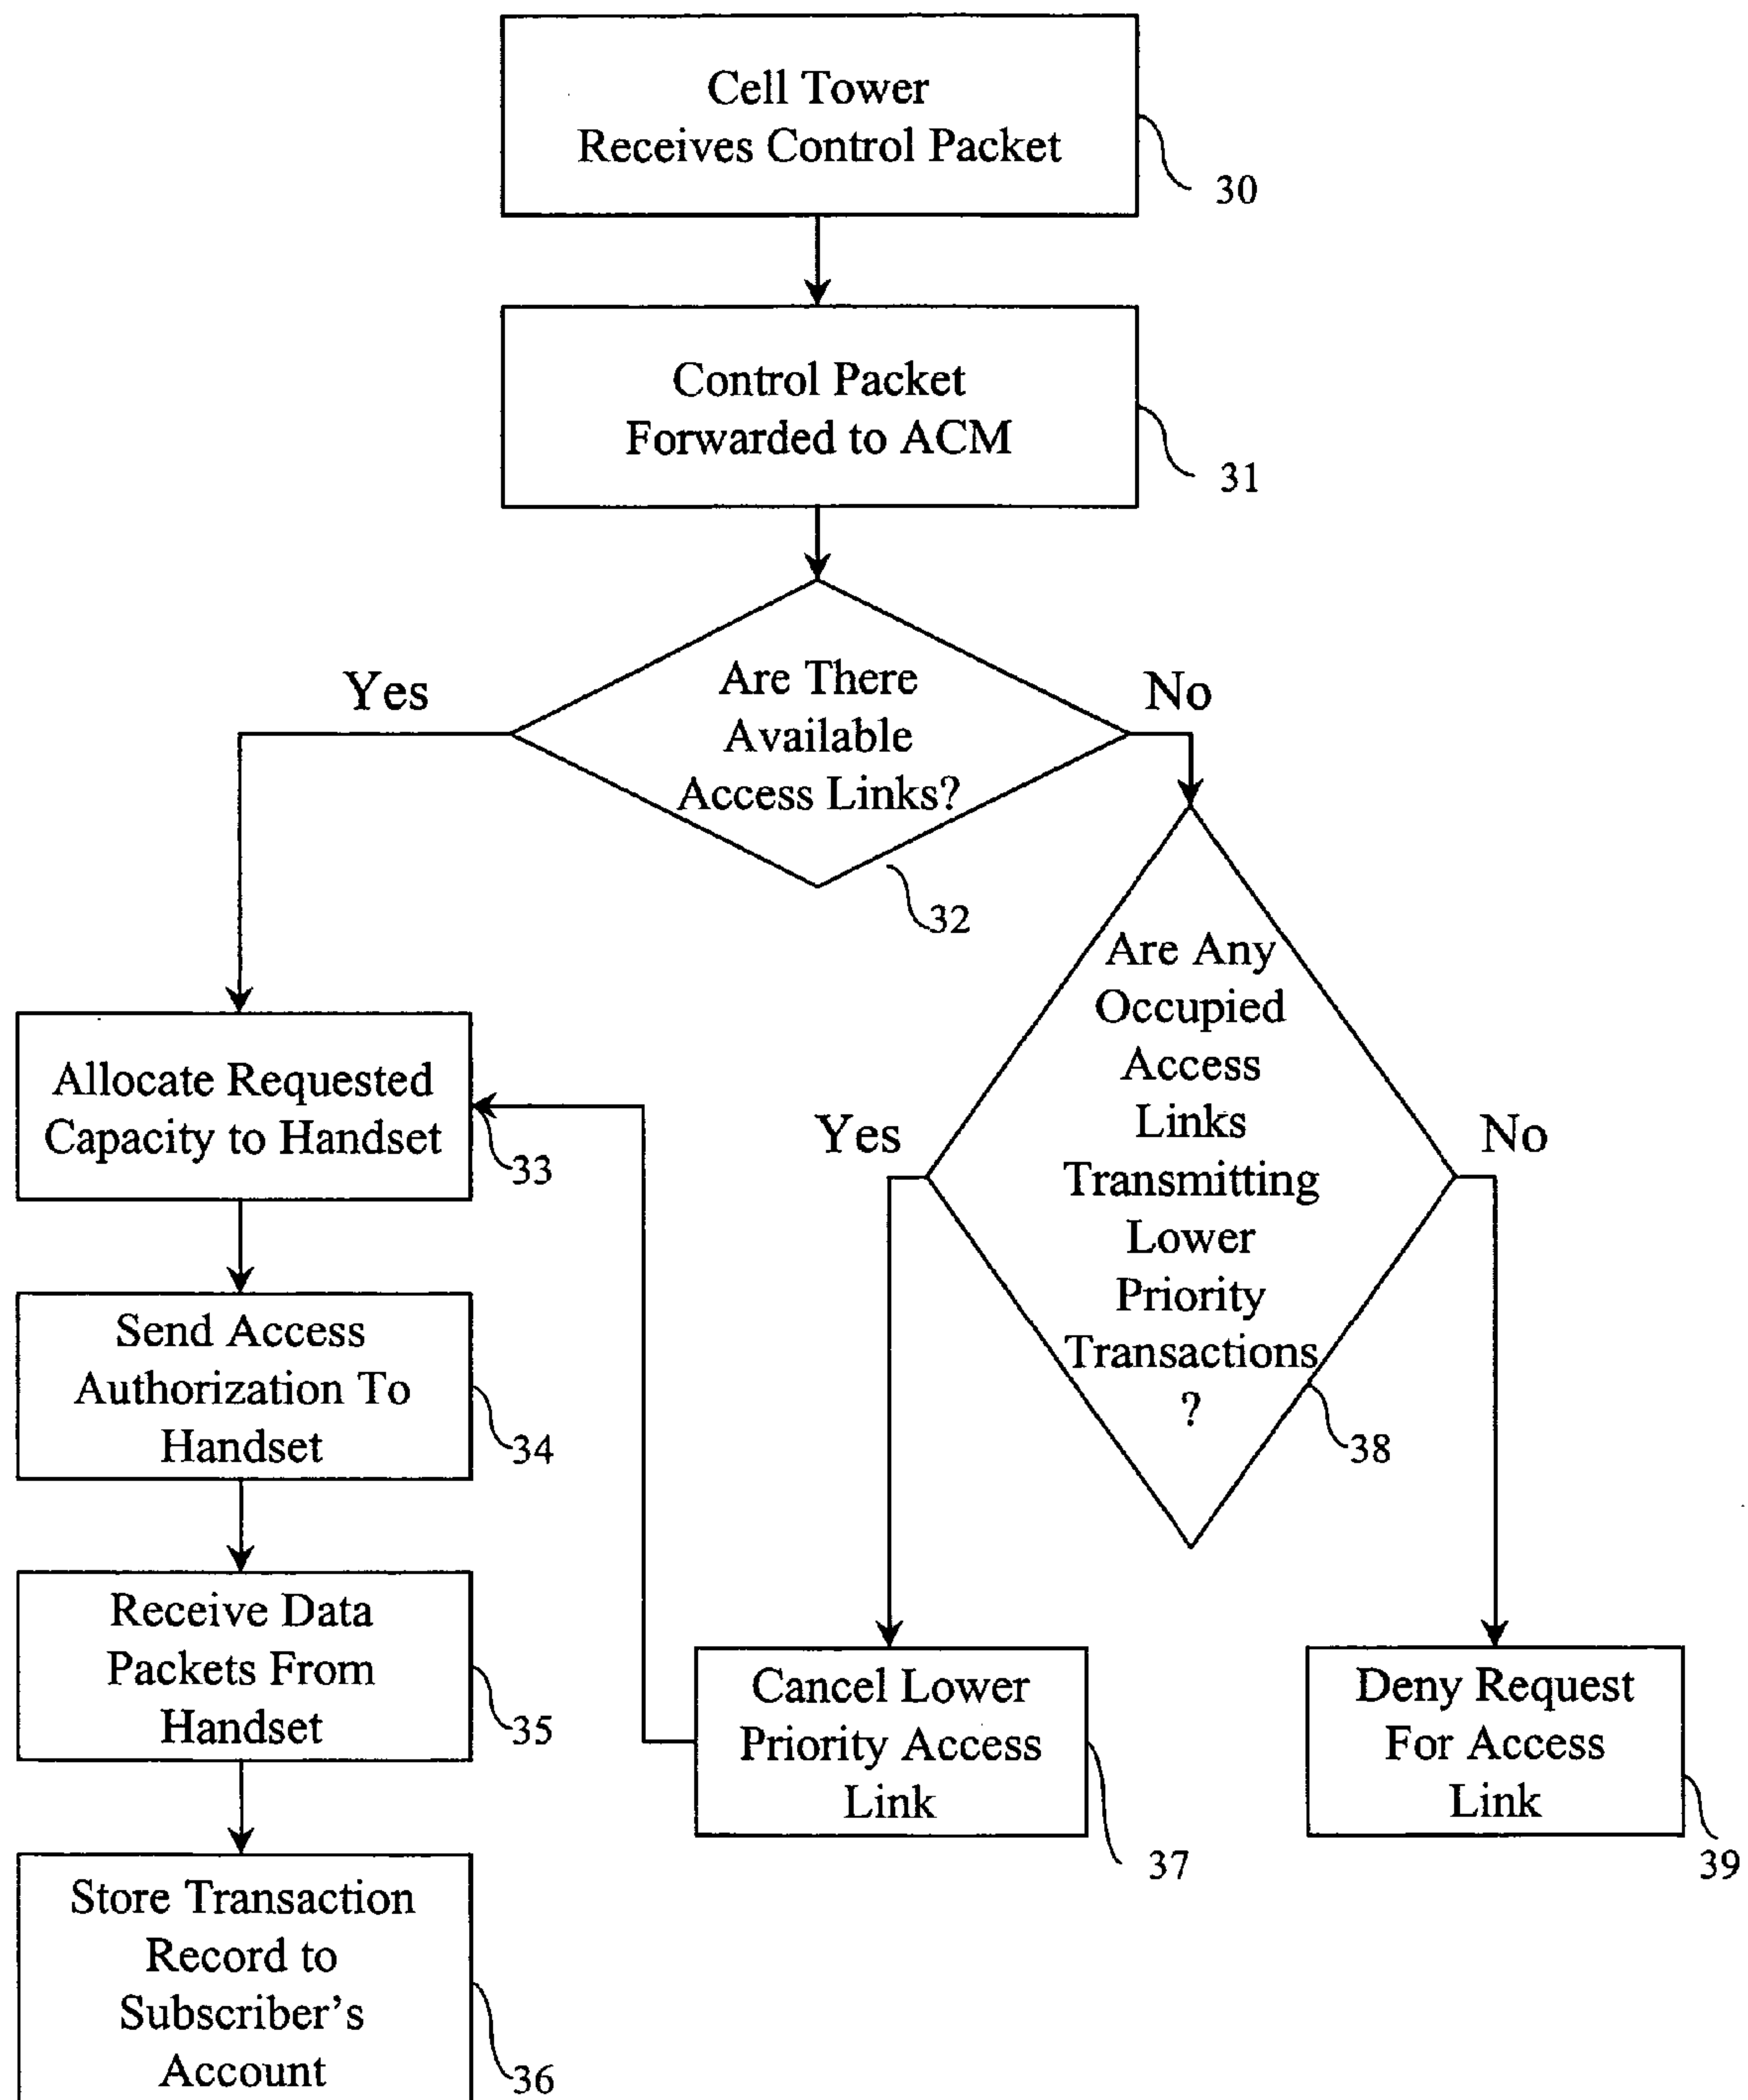 Cell Tower
Receives Control Packet
30
Control Packet
Forwarded to ACM
31
Are There
Available
Access Links?
32
Yes
No
Allocate Requested
Capacity to Handset
33
Send Access
Authorization To
Handset
34
Receive Data
Packets From
Handset
35
Store Transaction
Record to
Subscriber's
Account
36
Are Any
Occupied
Access
Links
Transmitting
Lower
Priority
Transactions
?
38
Yes
No
Cancel Lower
Priority Access
Link
37
Deny Request
For Access
Link
39